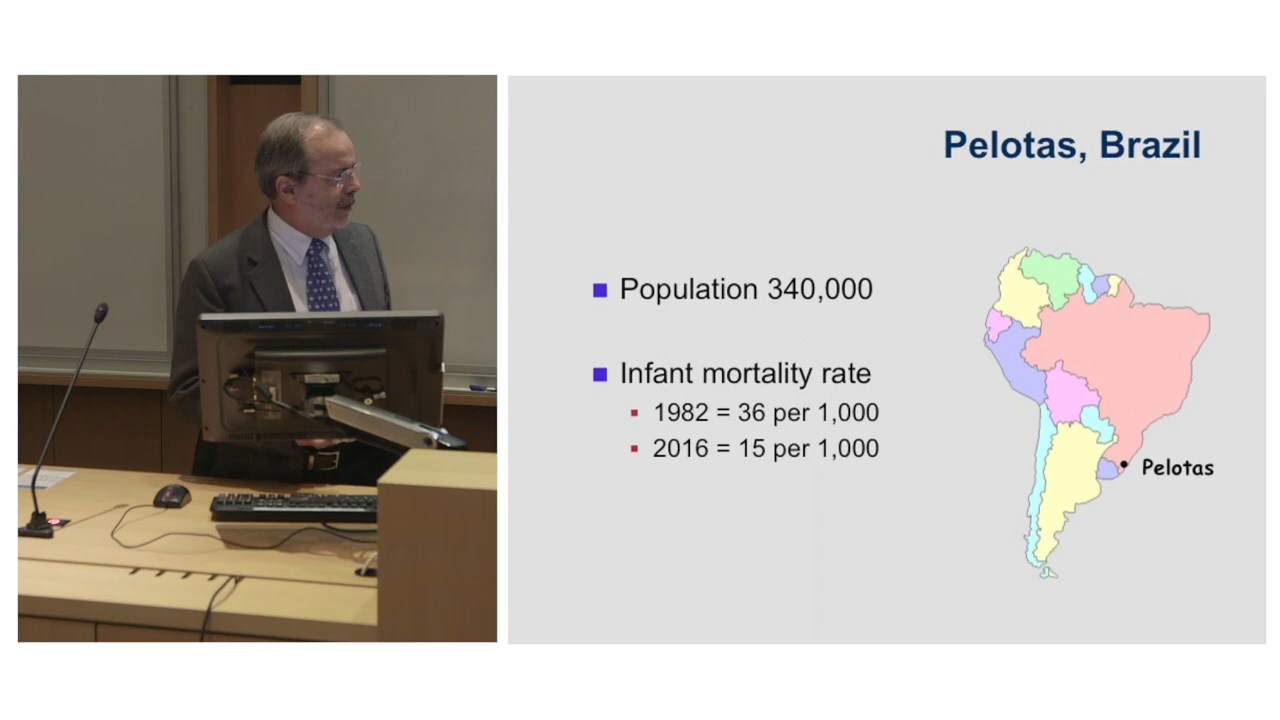 Pelotas, Brazil
Population 340,000
Infant mortality rate
1982 = 36 per 1,000
2016 = 15 per 1,000
Pelotas